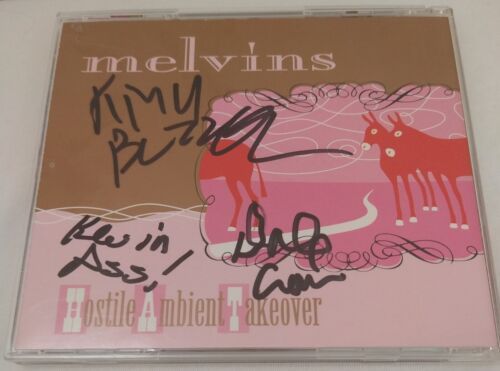 melvins
King
Buzzo
Kevin
Ass!
Dale
Crover
Hostile Ambient Takeover